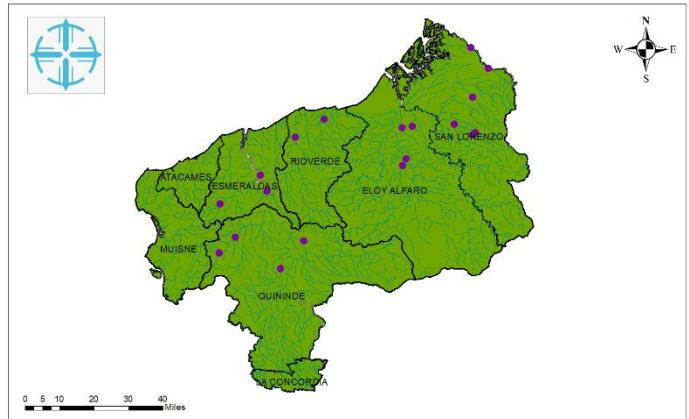 N
W E
S
SAN LORENZO
RIOVERDE
ATACAMES
ESMERALDAS
ELOY ALFARO
MUISNE
QUININDE
LA CONCORDIA
0 5 10 20 30 40
Miles